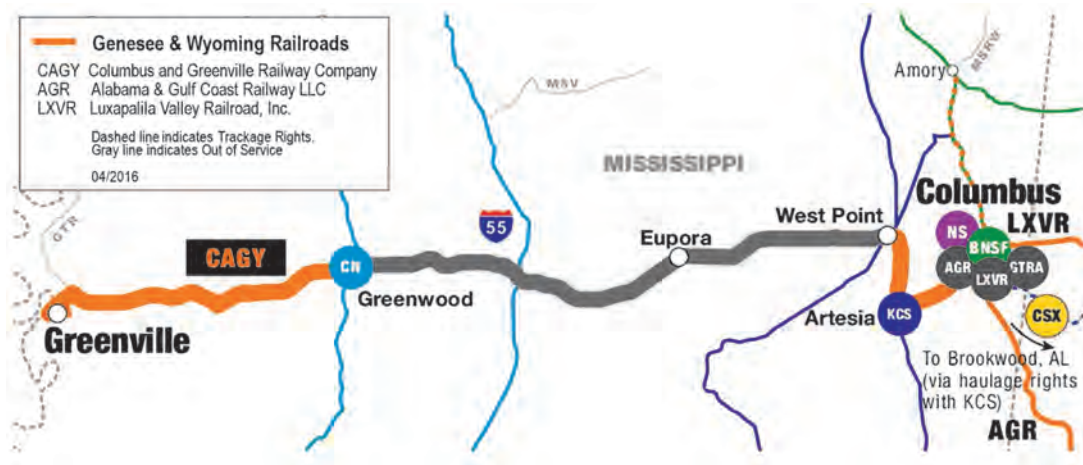 Genesee & Wyoming Railroads
CAGY Columbus and Greenville Railway Company
AGR Alabama & Gulf Coast Railway LLC
LXVR Luxapalila Valley Railroad, Inc.
Dashed line indicates Trackage Rights.
Gray line indicates Out of Service
04/2016
MSV
MSRW
Amory
MISSISSIPPI
Columbus
LXVR
GTR
55
West Point
NS
BNSF
Eupora
CAGY
CN
AGR
LXVR
GTRA
Greenwood
Greenville
Artesia
KCS
CSX
To Brookwood, AL
(via haulage rights
with KCS)
AGR